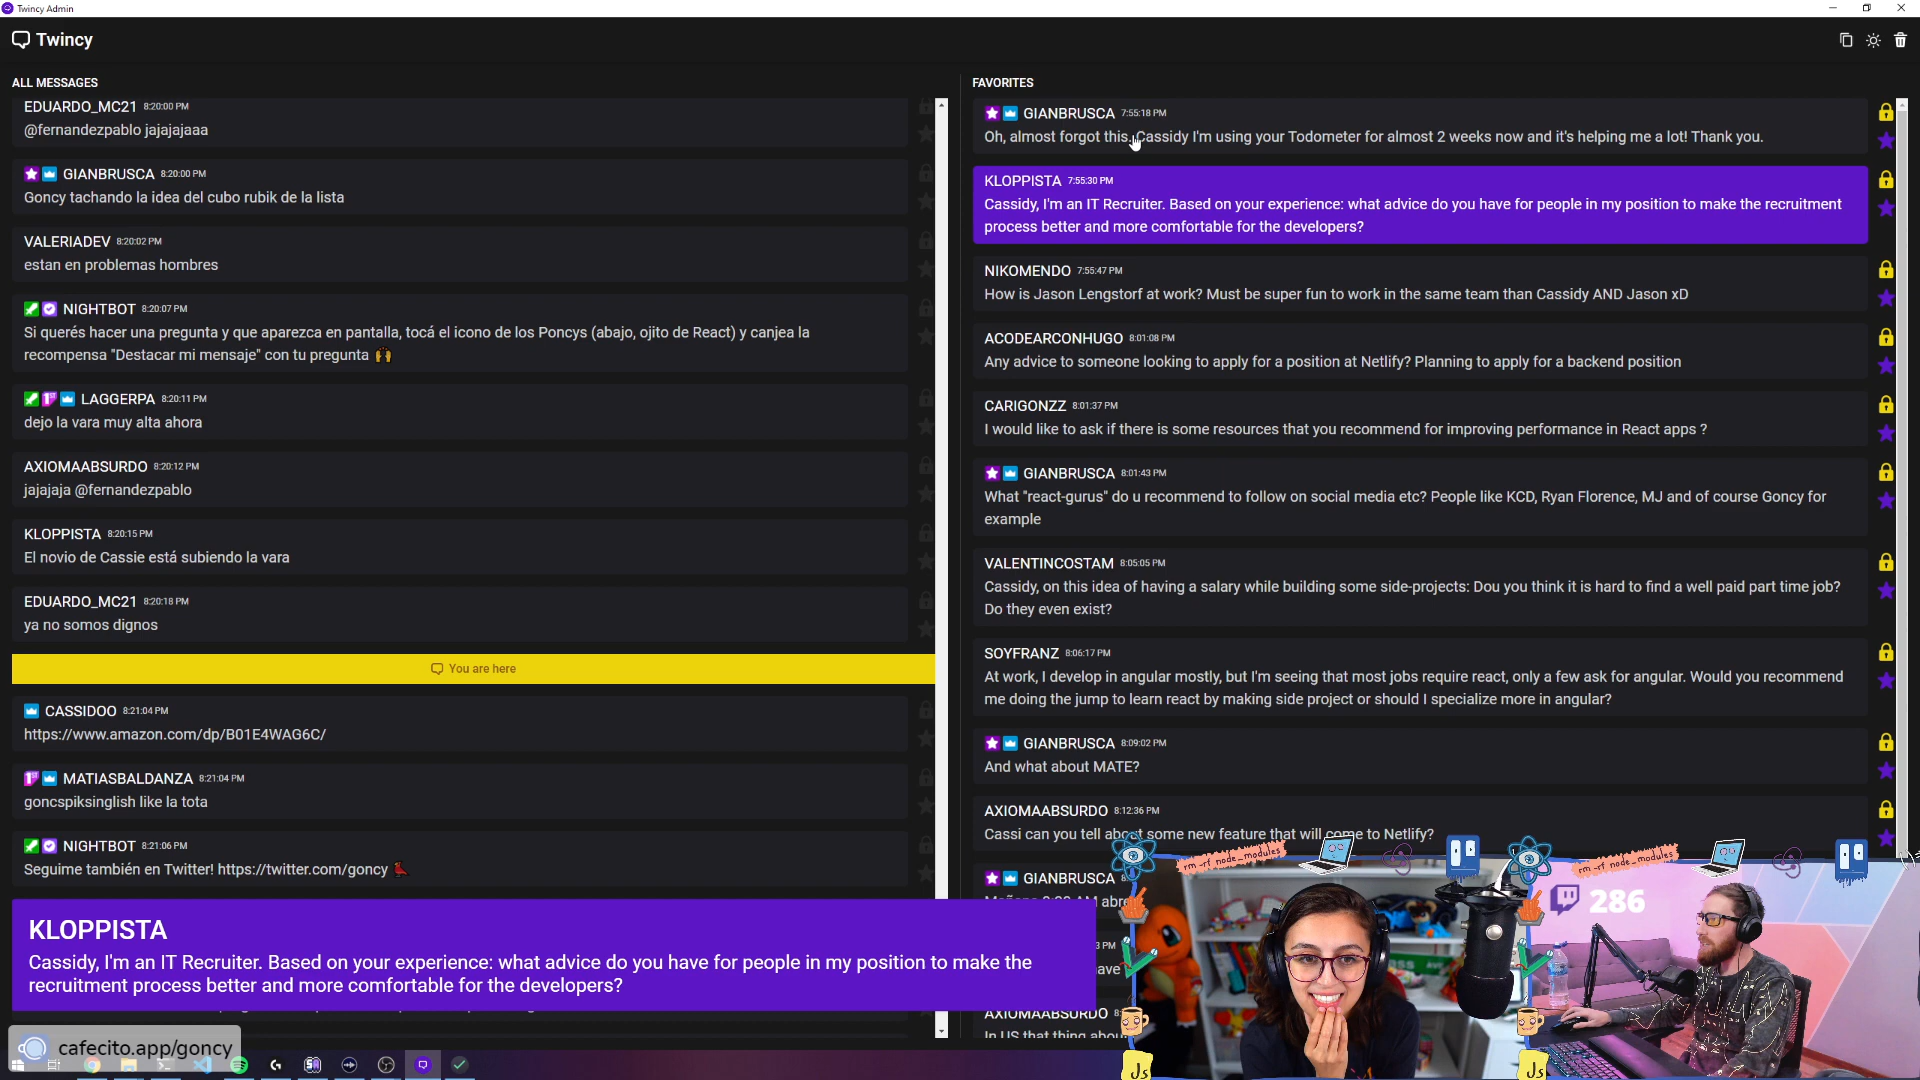 Twincy Admin
Twincy
ALL MESSAGES
EDUARDO_MC21 8:20:00 PM
@fernandezpablo jajajajaaa
GIANBRUSCA 8:20:00 PM
Goncy tachando la idea del cubo rubik de la lista
VALERIADEV 8:20:02 PM
estan en problemas hombres
NIGHTBOT 8:20:07 PM
Si querés hacer una pregunta y que aparezca en pantalla, tocá el icono de los Poncys (abajo, ojito de React) y canjea la
recompensa "Destacar mi mensaje" con tu pregunta
LAGGERPA 8:20:11 PM
dejo la vara muy alta ahora
AXIOMAABSURDO 8:20:12 PM
jajajaja @fernandezpablo
KLOPPISTA 8:20:15 PM
El novio de Cassie está subiendo la vara
EDUARDO_MC21 8:20:18 PM
ya no somos dignos
You are here
CASSIDOO 8:21:04 PM
https://www.amazon.com/dp/B01E4WAG6C/
MATIASBALDANZA 8:21:04 PM
goncspiksinglish like la tota
NIGHTBOT 8:21:06 PM
Seguime también en Twitter! https://twitter.com/goncy
KLOPPISTA
Cassidy, I'm an IT Recruiter. Based on your experience: what advice do you have for people in my position to make the
recruitment process better and more comfortable for the developers?
cafecito.app/goncy
FAVORITES
GIANBRUSCA 7:55:18 PM
Oh, almost forgot this. Cassidy I'm using your Todometer for almost 2 weeks now and it's helping me a lot! Thank you.
KLOPPISTA 7:55:30 PM
Cassidy, I'm an IT Recruiter. Based on your experience: what advice do you have for people in my position to make the recruitment
process better and more comfortable for the developers?
NIKOMENDO 7:55:47 PM
How is Jason Lengstorf at work? Must be super fun to work in the same team than Cassidy AND Jason xD
ACODEARCONHUGO 8:01:08 PM
Any advice to someone looking to apply for a position at Netlify? Planning to apply for a backend position
CARIGONZZ 8:01:37 PM
I would like to ask if there is some resources that you recommend for improving performance in React apps ?
GIANBRUSCA 8:01:43 PM
What "react-gurus" do u recommend to follow on social media etc? People like KCD, Ryan Florence, MJ and of course Goncy for
example
VALENTINCOSTAM 8:05:05 PM
Cassidy, on this idea of having a salary while building some side-projects: Dou you think it is hard to find a well paid part time job?
Do they even exist?
SOYFRANZ 8:06:17 PM
At work, I develop in angular mostly, but I'm seeing that most jobs require react, only a few ask for angular. Would you recommend
me doing the jump to learn react by making side project or should I specialize more in angular?
GIANBRUSCA 8:09:02 PM
And what about MATE?
AXIOMAABSURDO 8:12:36 PM
Cassi can you tell about some new feature that will come to Netlify?
GIANBRUSCA
PM
AXIOMAABSURDO
In US that thing
rm -rf node_modules
rm -rf node_modules
286
Js
Js